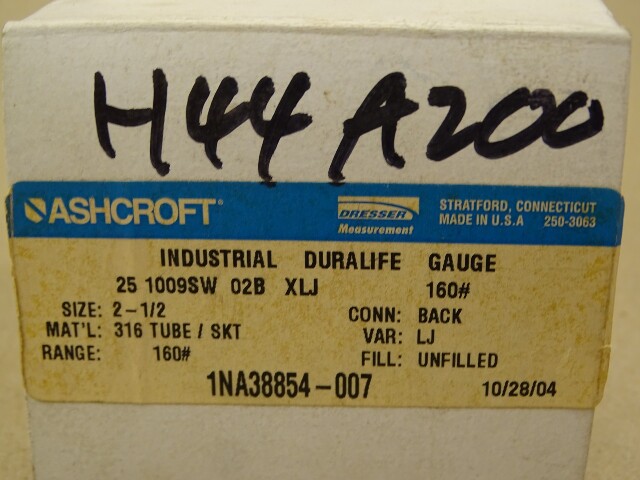 H44 A200
ASHCROFT®
DRESSER
Measurement
STRATFORD, CONNECTICUT
MADE IN U.S.A 250-3063
INDUSTRIAL DURALIFE GAUGE
25 1009SW 02B XLJ 160#
SIZE: 2-1/2 CONN: BACK
MAT'L: 316 TUBE / SKT VAR: LJ
RANGE: 160# FILL: UNFILLED
1NA38854-007 10/28/04